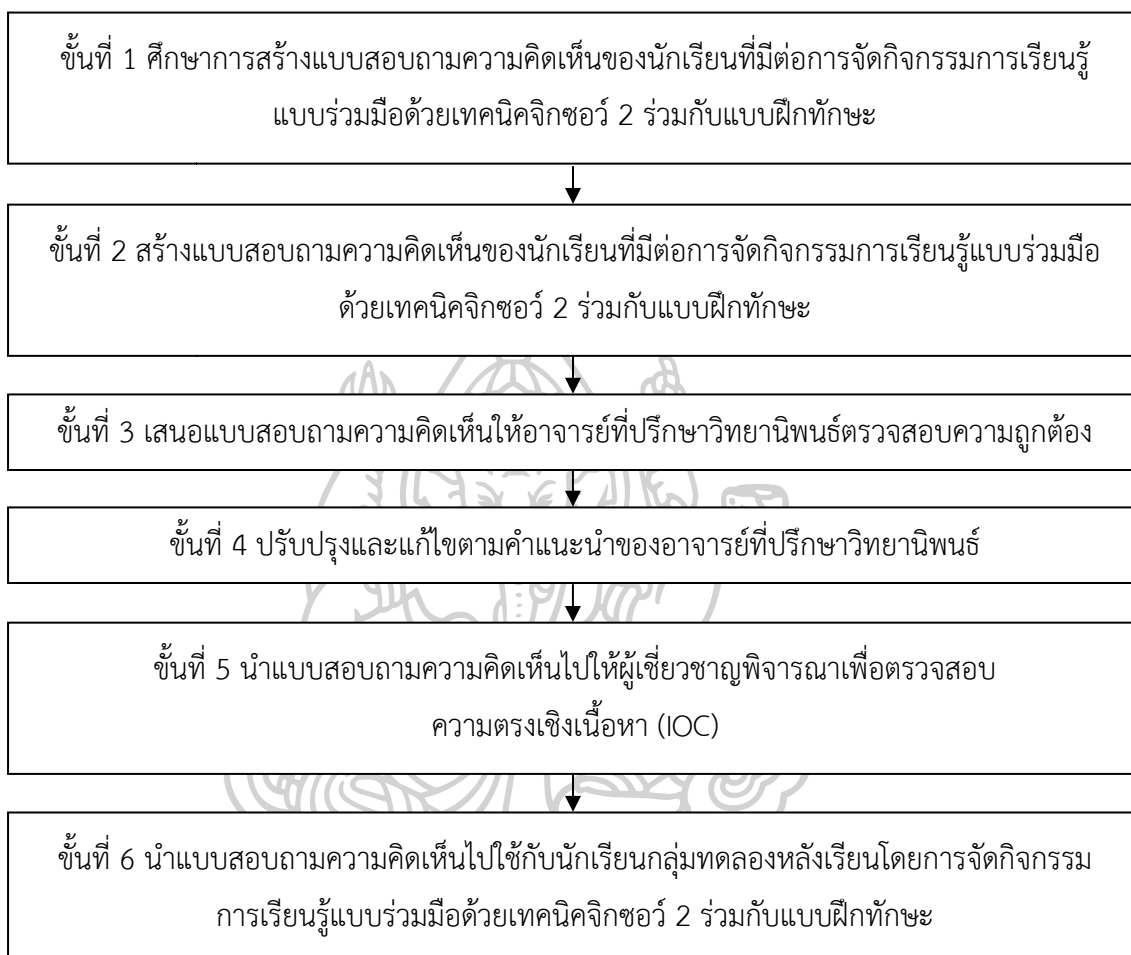 ขั้นที่ 1 ศึกษาการสร้างแบบสอบถามความคิดเห็นของนักเรียนที่มีต่อการจัดกิจกรรมการเรียนรู้
แบบร่วมมือด้วยเทคนิคจิกซอว์ 2 ร่วมกับแบบฝึกทักษะ
ขั้นที่ 2 สร้างแบบสอบถามความคิดเห็นของนักเรียนที่มีต่อการจัดกิจกรรมการเรียนรู้แบบร่วมมือ
ด้วยเทคนิคจิกซอว์ 2 ร่วมกับแบบฝึกทักษะ
ขั้นที่ 3 เสนอแบบสอบถามความคิดเห็นให้อาจารย์ที่ปรึกษาวิทยานิพนธ์ตรวจสอบความถูกต้อง
ขั้นที่ 4 ปรับปรุงและแก้ไขตามคำแนะนำของอาจารย์ที่ปรึกษาวิทยานิพนธ์
ขั้นที่ 5 นำแบบสอบถามความคิดเห็นไปให้ผู้เชี่ยวชาญพิจารณาเพื่อตรวจสอบ
ความตรงเชิงเนื้อหา (IOC)
ขั้นที่ 6 นำแบบสอบถามความคิดเห็นไปใช้กับนักเรียนกลุ่มทดลองหลังเรียนโดยการจัดกิจกรรม
การเรียนรู้แบบร่วมมือด้วยเทคนิคจิกซอว์ 2 ร่วมกับแบบฝึกทักษะ